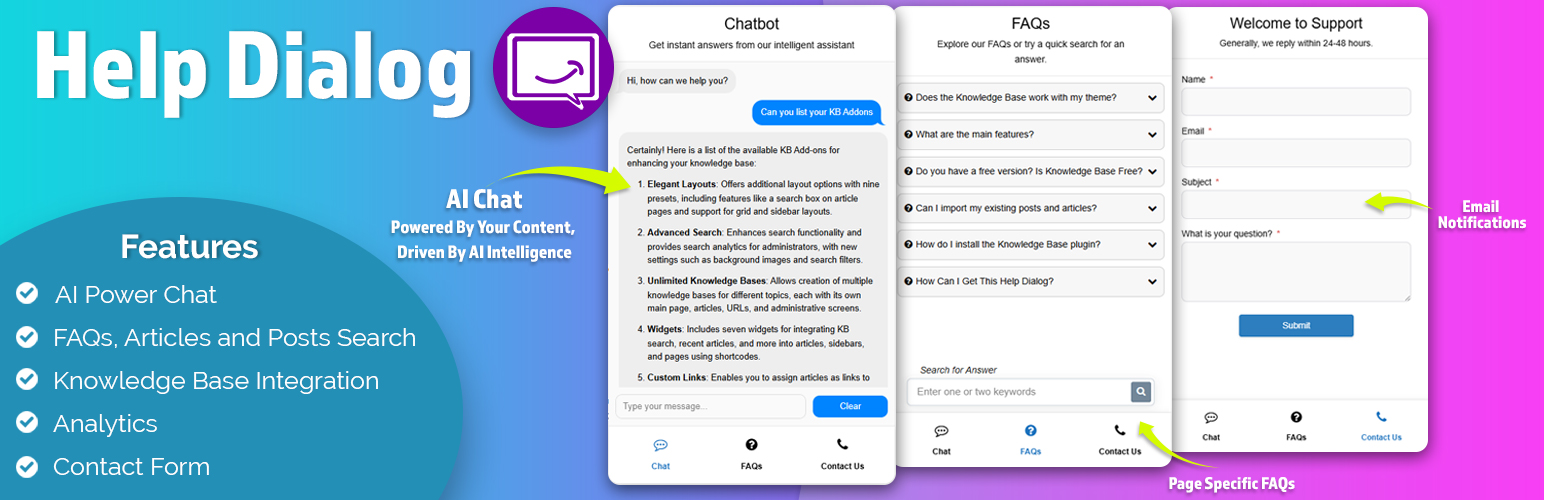 Help Dialog
AI Chat
Powered By Your Content,
Driven By AI Intelligence
Features
AI Power Chat
FAQs, Articles and Posts Search
Knowledge Base Integration
Analytics
Contact Form
Chatbot
Get instant answers from our intelligent assistant
Hi, how can we help you?
Can you list your KB Addons
Certainly! Here is a list of the available KB Add-ons for
enhancing your knowledge base:
1. Elegant Layouts: Offers additional layout options with nine
presets, including features like a search box on article
pages and support for grid and sidebar layouts.
2. Advanced Search: Enhances search functionality and
provides search analytics for administrators, with new
settings such as background images and search filters.
3. Unlimited Knowledge Bases: Allows creation of multiple
knowledge bases for different topics, each with its own
main page, articles, URLs, and administrative screens.
4. Widgets: Includes seven widgets for integrating KB
search, recent articles, and more into articles, sidebars,
and pages using shortcodes.
5. Custom Links: Enables you to assign articles as links to
Type your message...
Clear
Chat
FAQs
Contact Us
FAQs
Explore our FAQs or try a quick search for an
answer.
Does the Knowledge Base work with my theme?
What are the main features?
Do you have a free version? Is Knowledge Base Free?
Can I import my existing posts and articles?
How do I install the Knowledge Base plugin?
How Can I Get This Help Dialog?
Search for Answer
Enter one or two keywords
Chat
FAQs
Contact Us
Page Specific FAQs
Welcome to Support
Generally, we reply within 24-48 hours.
Name *
Email *
Subject *
What is your question? *
Submit
Chat
FAQs
Contact Us
Email
Notifications